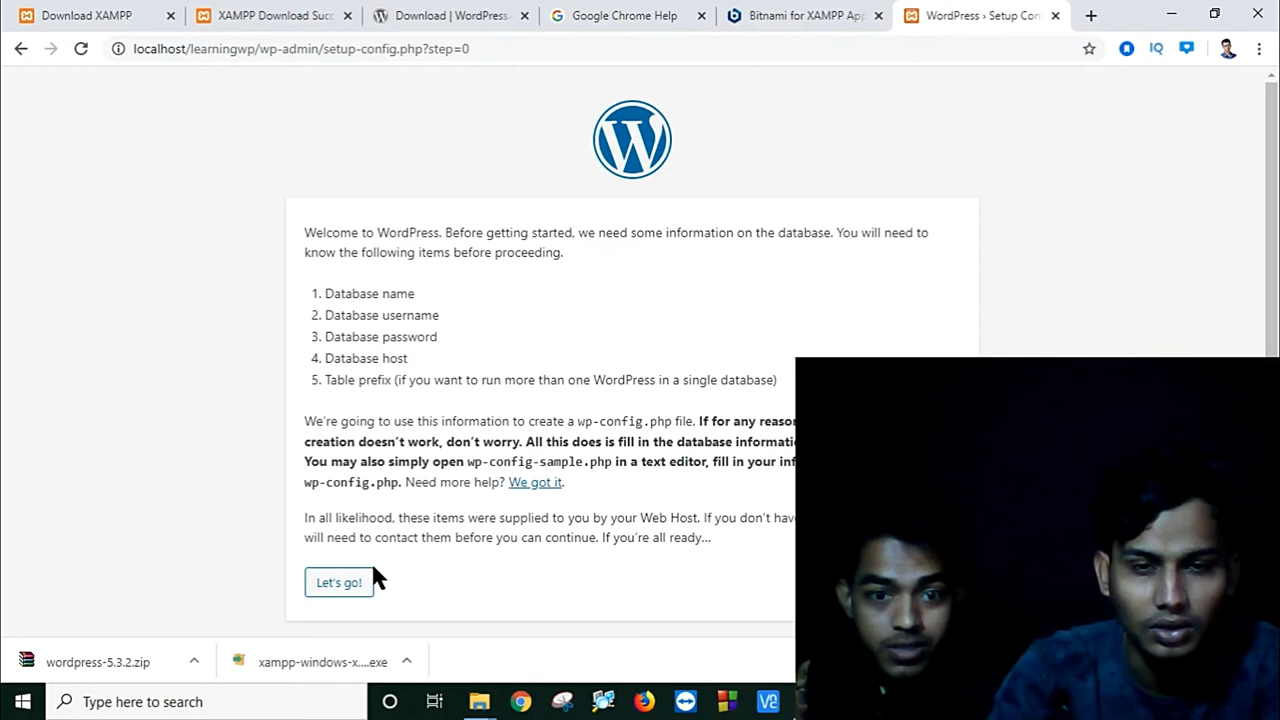 Download XAMPP
XAMPP Download Succ
Download | WordPress.
Google Chrome Help
Bitnami for XAMPP App
WordPress › Setup Con
localhost/learningwp/wp-admin/setup-config.php?step=0
IQ
Welcome to WordPress. Before getting started, we need some information on the database. You will need to
know the following items before proceeding.
1. Database name
2. Database username
3. Database password
4. Database host
5. Table prefix (if you want to run more than one WordPress in a single database)
We're going to use this information to create a wp-config.php file. If for any reaso
creation doesn't work, don't worry. All this does is fill in the database informatio
You may also simply open wp-config-sample.php in a text editor, fill in your inf
wp-config.php. Need more help? We got it.
In all likelihood, these items were supplied to you by your Web Host. If you don't have
will need to contact them before you can continue. If you're all ready...
Let's go!
wordpress-5.3.2.zip
xampp-windows-x....exe
Type here to search